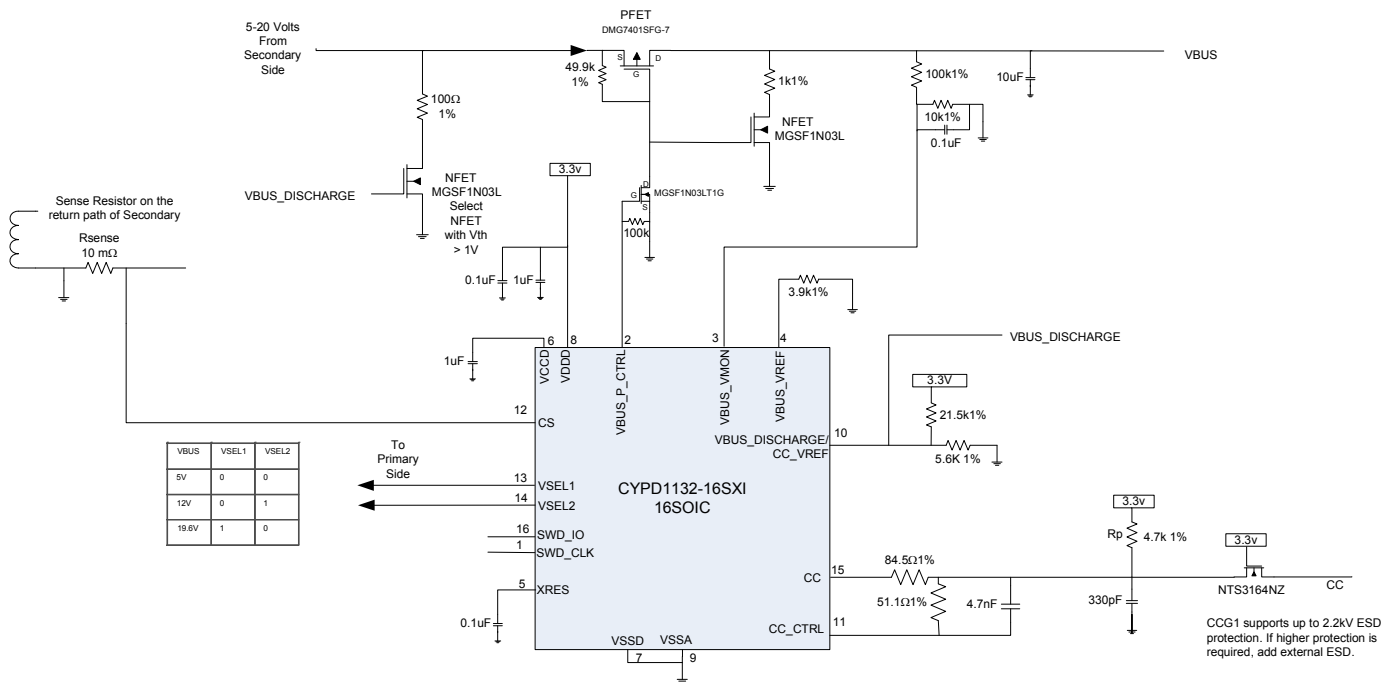 PFET
DMG7401SFG-7
5-20 Volts
From
Secondary
Side
S
D
G
VBUS
49.9k
1%
1k1%
100k1%
10uF
100Ω
1%
10k1%
0.1uF
NFET
MGSF1N03L
3.3v
VBUS_DISCHARGE
NFET
MGSF1N03L
Select
NFET
with Vth
> 1V
D
G
S
MGSF1N03LT1G
100k
Sense Resistor on the
return path of Secondary
Rsense
10 mΩ
0.1uF
1uF
3.9k1%
1uF
6
8
2
3
4
VCCD
VDDD
VBUS_P_CTRL
VBUS_VMON
VBUS_VREF
VBUS_DISCHARGE
3.3V
21.5k1%
5.6K 1%
12
CS
VBUS_DISCHARGE/
CC_VREF
10
VBUS VSEL1 VSEL2
5V 0 0
12V 0 1
19.6V 1 0
To
Primary
Side
13
VSEL1
14
VSEL2
CYPD1132-16SXI
16SOIC
16
SWD_IO
1
SWD_CLK
3.3v
Rp
4.7k 1%
3.3v
5
XRES
CC
15
84.5Ω1%
51.1Ω1%
4.7nF
330pF
NTS3164NZ
CC
0.1uF
CC_CTRL
11
VSSD
VSSA
7
9
CCG1 supports up to 2.2kV ESD
protection. If higher protection is
required, add external ESD.